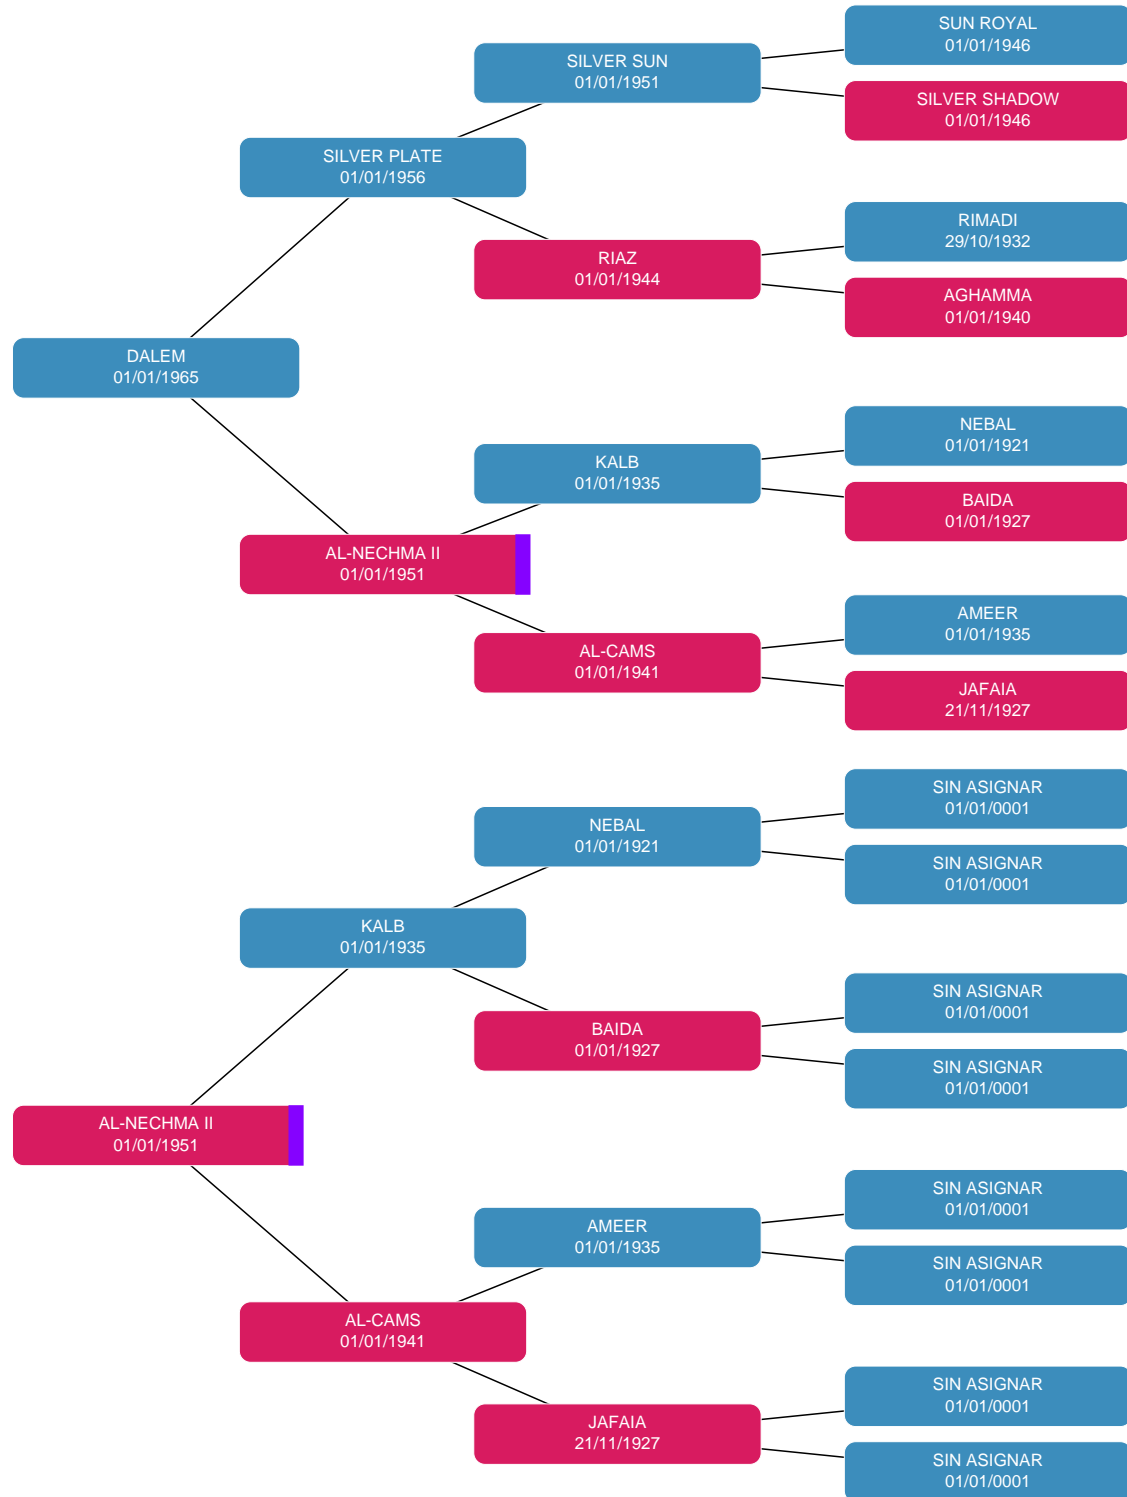 SUN ROYAL
01/01/1946
SILVER SUN
01/01/1951
SILVER SHADOW
01/01/1946
SILVER PLATE
01/01/1956
RIMADI
29/10/1932
RIAZ
01/01/1944
AGHAMMA
01/01/1940
DALEM
01/01/1965
NEBAL
01/01/1921
KALB
01/01/1935
BAIDA
01/01/1927
AL-NECHMA II
01/01/1951
AMEER
01/01/1935
AL-CAMS
01/01/1941
JAFAIA
21/11/1927
SIN ASIGNAR
01/01/0001
NEBAL
01/01/1921
SIN ASIGNAR
01/01/0001
KALB
01/01/1935
SIN ASIGNAR
01/01/0001
BAIDA
01/01/1927
SIN ASIGNAR
01/01/0001
AL-NECHMA II
01/01/1951
SIN ASIGNAR
01/01/0001
AMEER
01/01/1935
SIN ASIGNAR
01/01/0001
AL-CAMS
01/01/1941
SIN ASIGNAR
01/01/0001
JAFAIA
21/11/1927
SIN ASIGNAR
01/01/0001